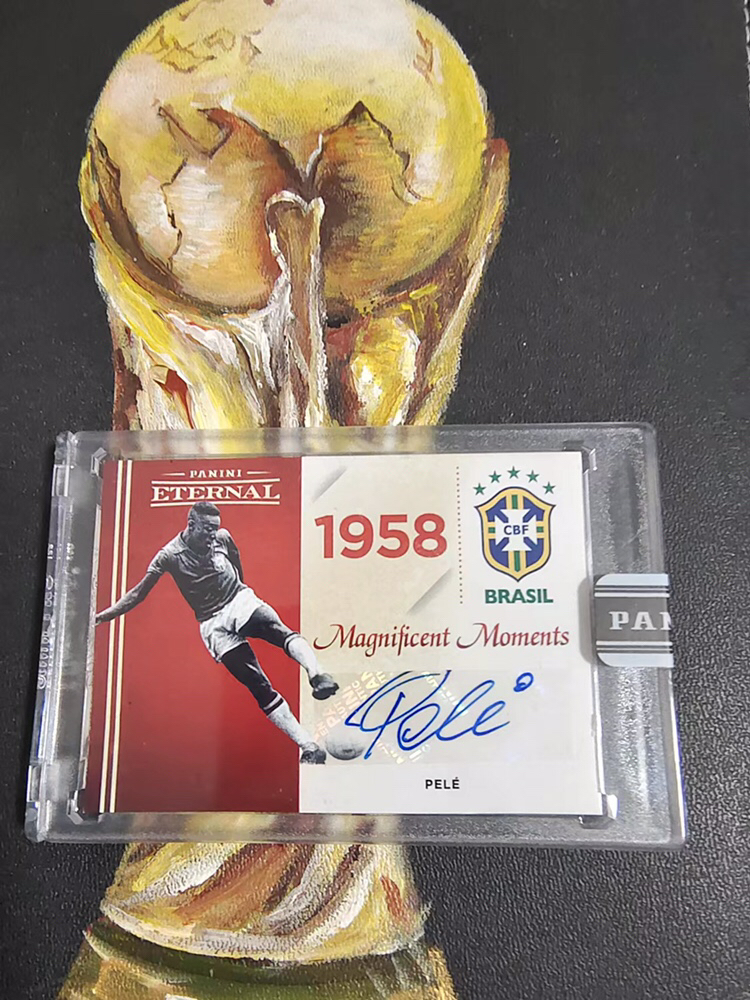 PANINI
ETERNAL
1958
CBF
BRASIL
Magnificent Moments
Pelé
PELÉ
PAN